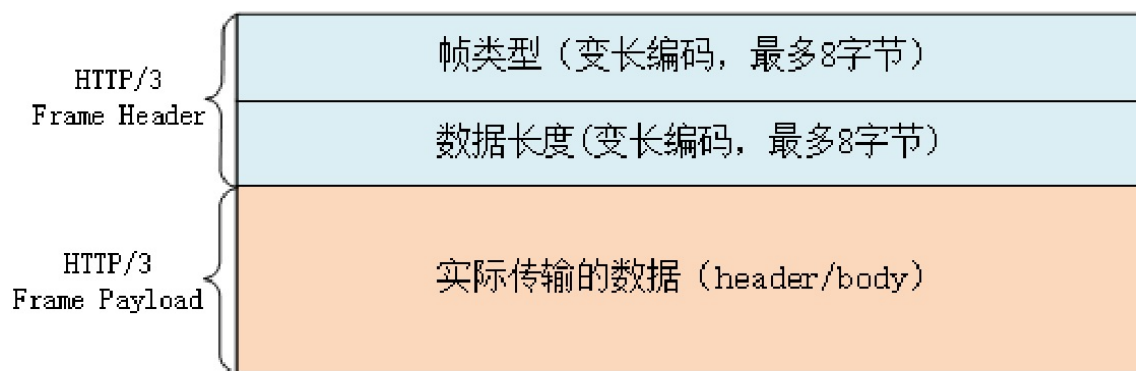 帧类型（变长编码，最多8字节）
HTTP/3
Frame Header
数据长度(变长编码，最多8字节)
HTTP/3
Frame Payload
实际传输的数据（header/body）